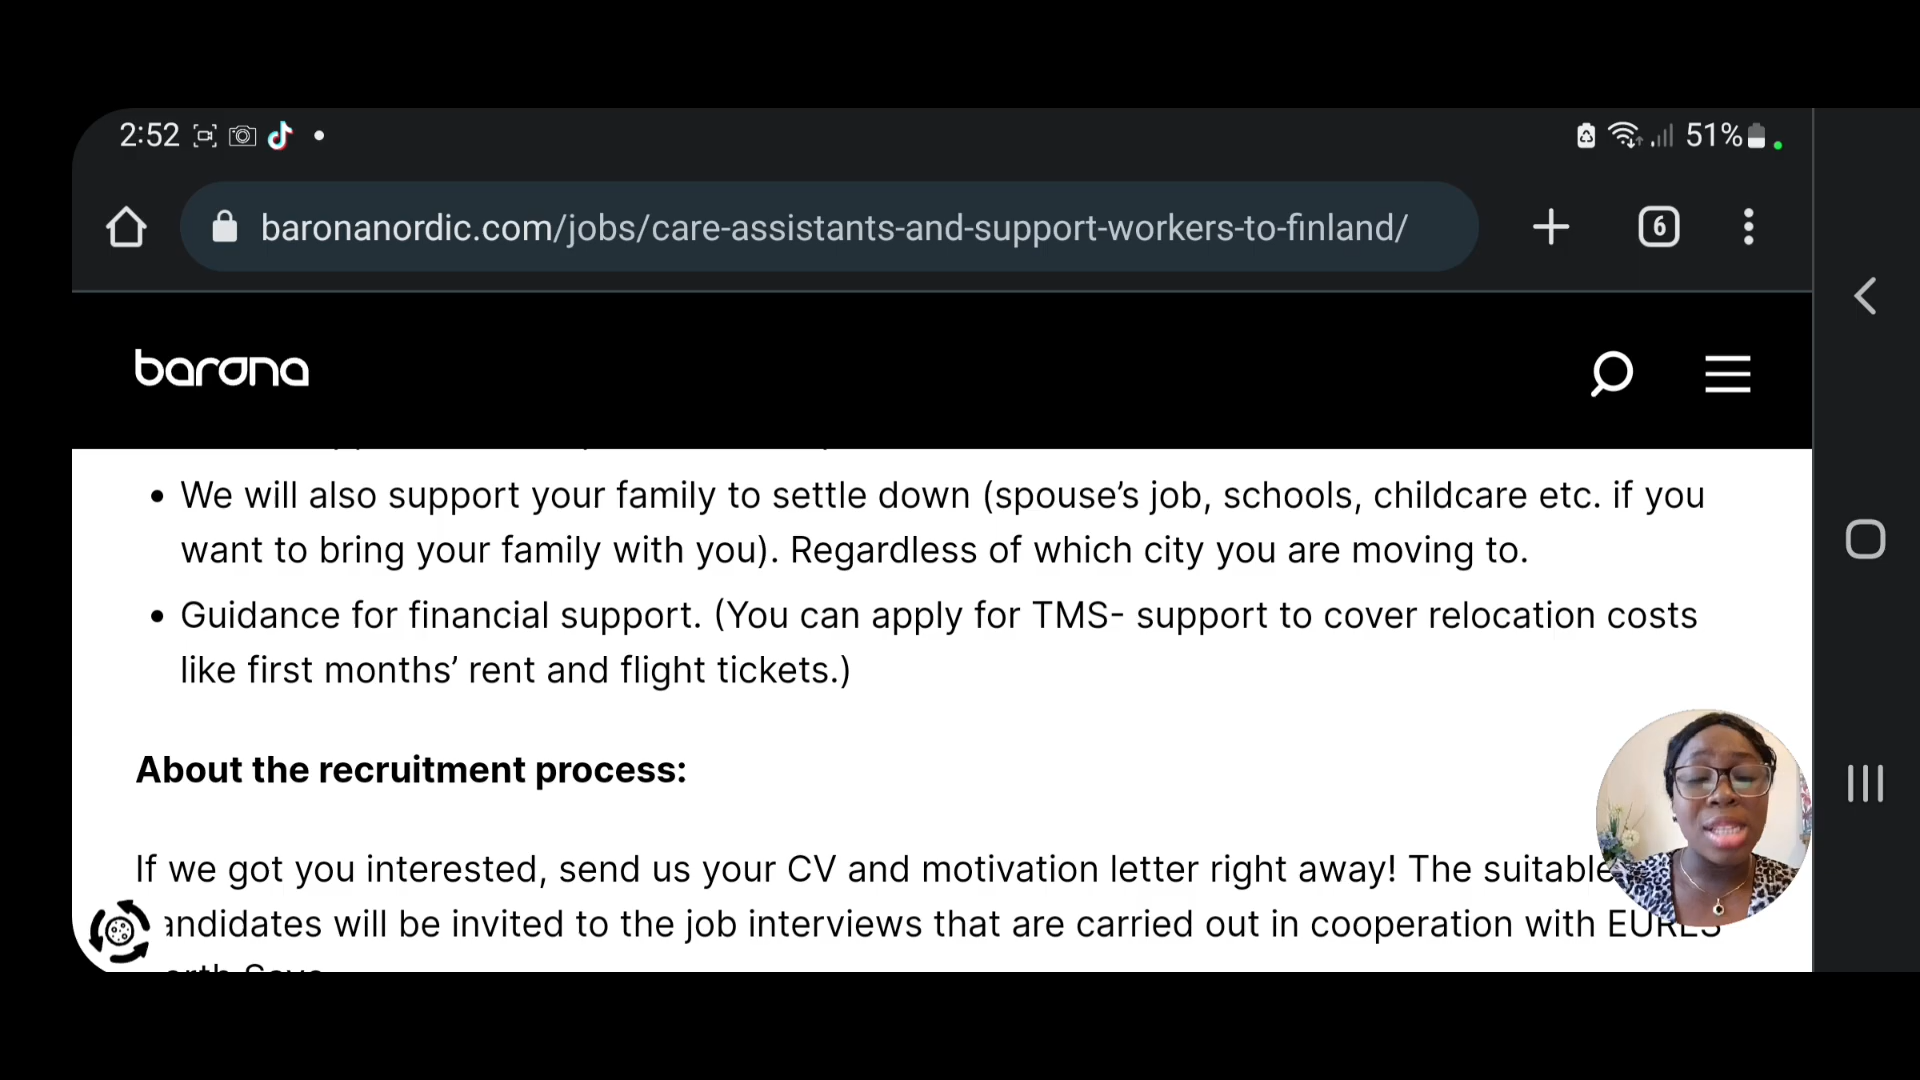 2:52
51%
baronanordic.com/jobs/care-assistants-and-support-workers-to-finland/
6
barona
• We will also support your family to settle down (spouse’s job, schools, childcare etc. if you
want to bring your family with you). Regardless of which city you are moving to.
• Guidance for financial support. (You can apply for TMS- support to cover relocation costs
like first months’ rent and flight tickets.)
About the recruitment process:
If we got you interested, send us your CV and motivation letter right away! The suitable
andidates will be invited to the job interviews that are carried out in cooperation with EURES